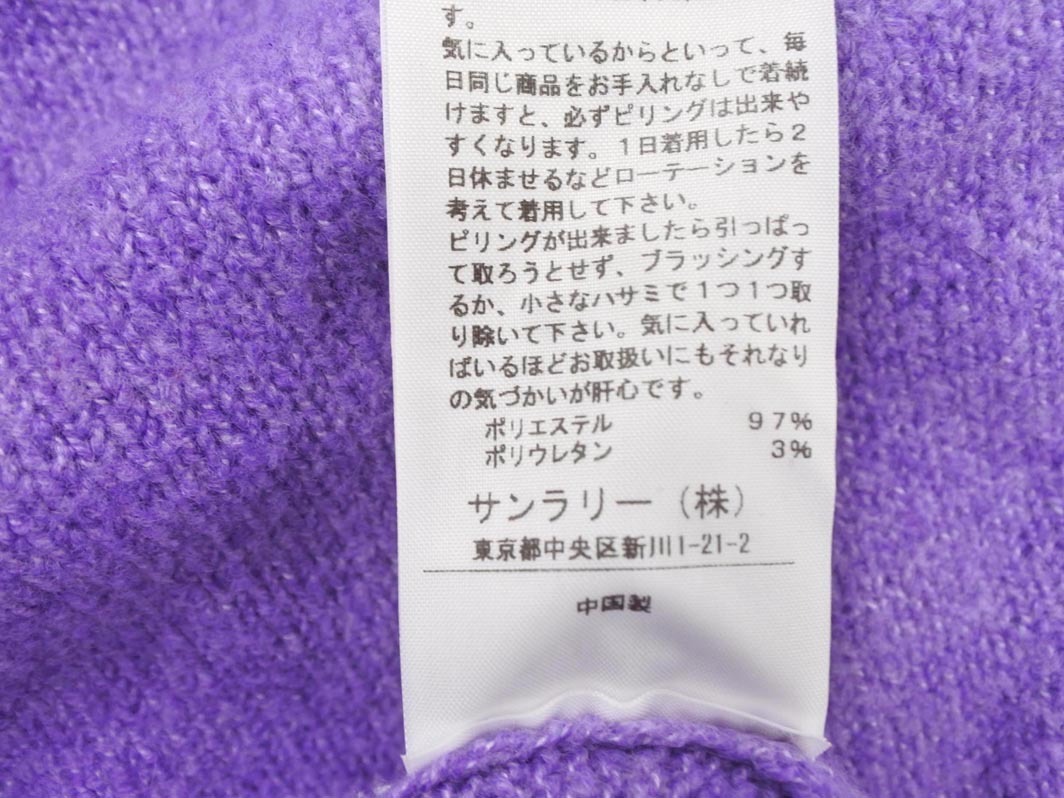 す。
気に入っているからといって、毎
日同じ商品をお手入れなしで着続
けますと、必ずピリングは出来や
すくなります。１日着用したら２
日休ませるなどローテーションを
考えて着用して下さい。
ピリングが出来ましたら引っぱっ
て取ろうとせず、ブラッシングす
るか、小さなハサミで１つ１つ取
り除いて下さい。気に入っていれ
ばいるほどお取扱いにもそれなり
の気づかいが肝心です。
ポリエステル ９７％
ポリウレタン ３％
サンラリー（株）
東京都中央区新川1-21-2
中国製